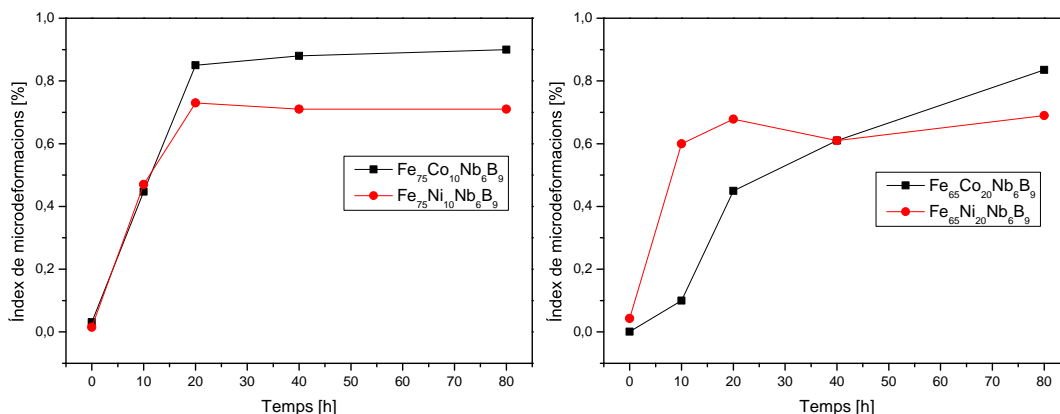 1,0
0,8
0,6
0,4
0,2
0,0
Índex de microdeformacions [%]
Fe75Co10Nb6B9
Fe75Ni10Nb6B9
0 10 20 30 40 50 60 70 80
Temps [h]
1,0
0,8
0,6
0,4
0,2
0,0
Índex de microdeformacions [%]
Fe65Co20Nb6B9
Fe65Ni20Nb6B9
0 10 20 30 40 50 60 70 80
Temps [h]